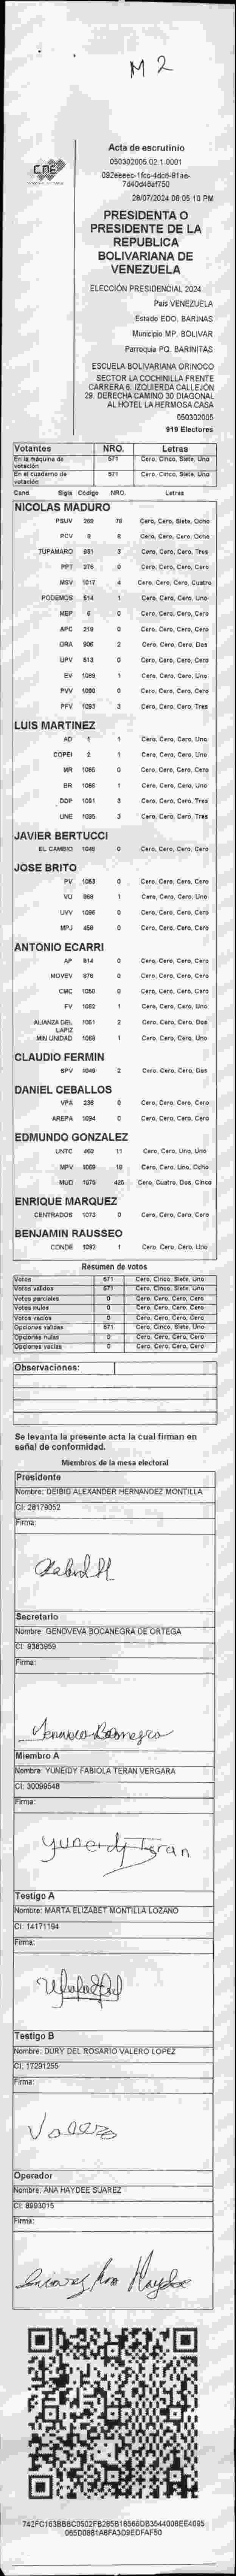 M 2
CNE
Acta de escrutinio
050302005.02.1.0001
28/07/2024 06:05:10 PM
PRESIDENTA O
PRESIDENTE DE LA
REPUBLICA
BOLIVARIANA DE
VENEZUELA
ELECCIÓN PRESIDENCIAL 2024
País VENEZUELA
Estado EDO. BARINAS
Municipio MP. BOLIVAR
Parroquia PQ. BARINITAS
ESCUELA BOLIVARIANA ORINOCO
SECTOR LA COCHINILLA FRENTE
CARRERA 6. IZQUIERDA CALLEJON
29. DERECHA CAMINO 30 DIAGONAL
AL HOTEL LA HERMOSA CASA
050302005
919 Electores
Votantes NRO. Letras
En la máquina de votación 571 Cero, Cinco, Siete, Uno
En el cuaderno de votación 571 Cero, Cinco, Siete, Uno
Cand. Sigla Código NRO. Letras
NICOLAS MADURO
PSUV 260 78 Cero, Cero, Siete, Ocho
PCV 9 8 Cero, Cero, Cero, Ocho
TUPAMARO 931 3 Cero, Cero, Cero, Tres
PPT 376 0 Cero, Cero, Cero, Cero
MSV 1017 4 Cero, Cero, Cero, Cuatro
PODEMOS 514 1 Cero, Cero, Cero, Uno
MEP 6 0 Cero, Cero, Cero, Cero
APC 219 0 Cero, Cero, Cero, Cero
ORA 906 2 Cero, Cero, Cero, Dos
UPV 513 0 Cero, Cero, Cero, Cero
EV 1089 1 Cero, Cero, Cero, Uno
PVV 1090 0 Cero, Cero, Cero, Cero
PFV 1093 3 Cero, Cero, Cero, Tres
LUIS MARTINEZ
AD 1 1 Cero, Cero, Cero, Uno
COPEI 2 1 Cero, Cero, Cero, Uno
MR 1065 0 Cero, Cero, Cero, Cero
BR 1066 1 Cero, Cero, Cero, Uno
DDP 1091 3 Cero, Cero, Cero, Tres
UNE 1095 3 Cero, Cero, Cero, Tres
JAVIER BERTUCCI
EL CAMBIO 1048 0 Cero, Cero, Cero, Cero
JOSE BRITO
PV 1053 0 Cero, Cero, Cero, Cero
VU 868 1 Cero, Cero, Cero, Uno
UVV 1096 0 Cero, Cero, Cero, Cero
MPJ 458 0 Cero, Cero, Cero, Cero
ANTONIO ECARRI
AP 914 0 Cero, Cero, Cero, Cero
MOVEV 976 0 Cero, Cero, Cero, Cero
CMC 1050 0 Cero, Cero, Cero, Cero
FV 1082 1 Cero, Cero, Cero, Uno
ALIANZA DEL LAPIZ 1051 2 Cero, Cero, Cero, Dos
MIN UNIDAD 1068 1 Cero, Cero, Cero, Uno
CLAUDIO FERMIN
SPV 1049 2 Cero, Cero, Cero, Dos
DANIEL CEBALLOS
VPA 236 0 Cero, Cero, Cero, Cero
AREPA 1094 0 Cero, Cero, Cero, Cero
EDMUNDO GONZALEZ
UNTC 460 11 Cero, Cero, Uno, Uno
MPV 1069 18 Cero, Cero, Uno, Ocho
MUD 1076 425 Cero, Cuatro, Dos, Cinco
ENRIQUE MARQUEZ
CENTRADOS 1073 0 Cero, Cero, Cero, Cero
BENJAMIN RAUSSEO
CONDE 1092 1 Cero, Cero, Cero, Uno
Resumen de votos
Votos 571 Cero, Cinco, Siete, Uno
Votos validos 571 Cero, Cinco, Siete, Uno
Votos parciales 0 Cero, Cero, Cero, Cero
Votos nulos 0 Cero, Cero, Cero, Cero
Votos vacios 0 Cero, Cero, Cero, Cero
Opciones validas 571 Cero, Cinco, Siete, Uno
Opciones nulas 0 Cero, Cero, Cero, Cero
Opciones vacias 0 Cero, Cero, Cero, Cero
Observaciones:
Se levanta la presente acta la cual firman en
señal de conformidad.
Miembros de la mesa electoral
Presidente
Nombre: DEIBID ALEXANDER HERNANDEZ MONTILLA
CI: 28179052
Firma:
Secretario
Nombre: GENOVEVA BOCANEGRA DE ORTEGA
CI: 9383959
Firma:
Miembro A
Nombre: YUNEIDY FABIOLA TERAN VERGARA
CI: 30099548
Firma:
Yuneidy Teran
Testigo A
Nombre: MARTA ELIZABET MONTILLA LOZANO
CI: 14171194
Firma:
Testigo B
Nombre: DURY DEL ROSARIO VALERO LOPEZ
CI: 17291255
Firma:
Valero
Operador
Nombre: ANA HAYDEE SUAREZ
CI: 8993015
Firma: